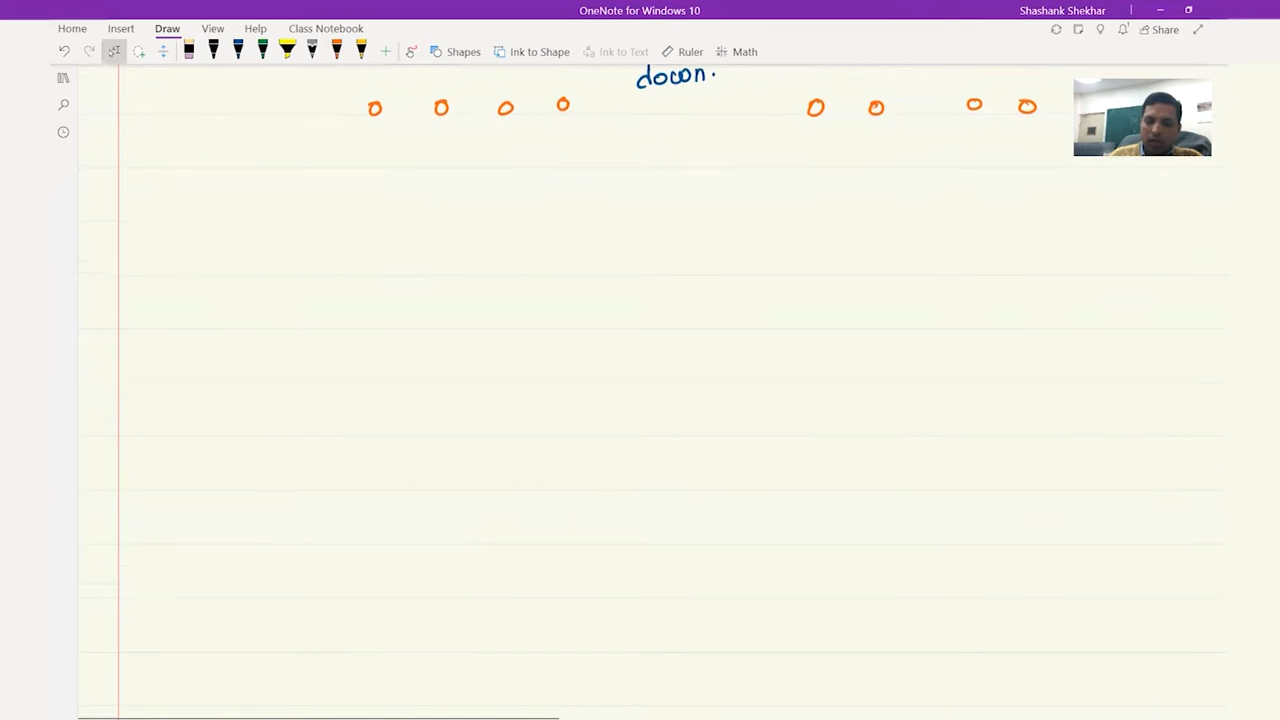 OneNote for Windows 10
Shashank Shekhar
Home Insert Draw View Help Class Notebook
Share
Shapes Ink to Shape Ink to Text Ruler Math
o o o o o o o o